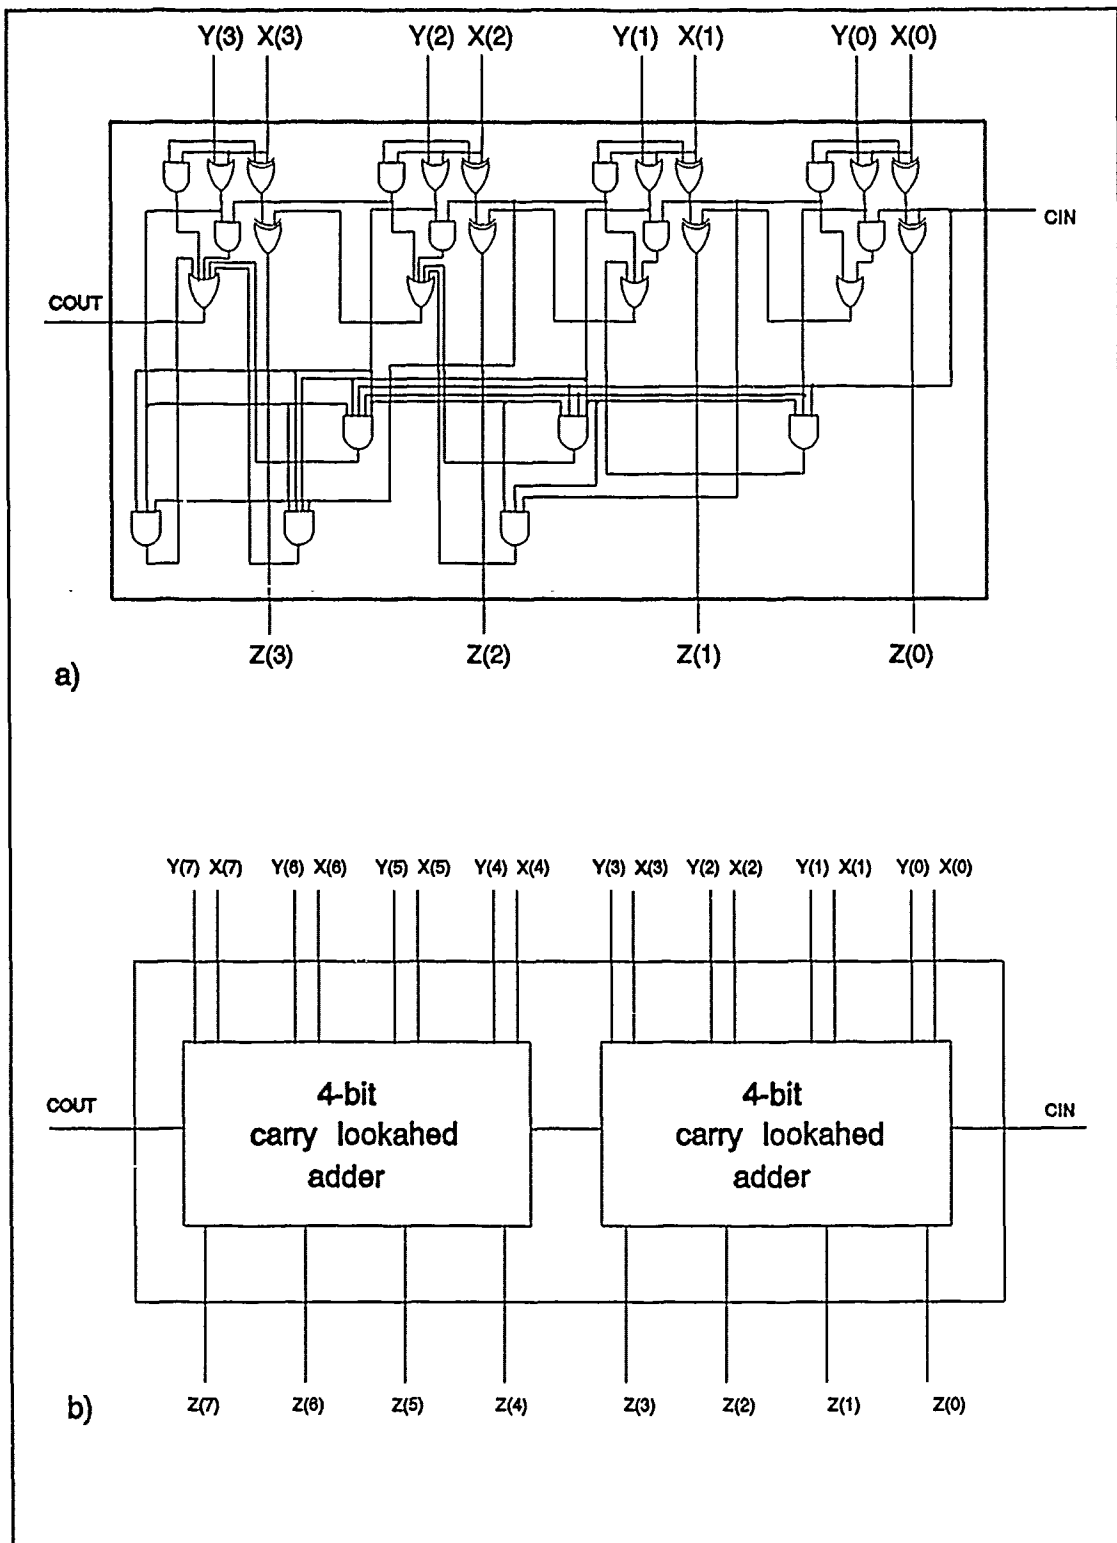 Y(3) X(3) Y(2) X(2) Y(1) X(1) Y(0) X(0)
CIN
COUT
Z(3) Z(2) Z(1) Z(0)
a)
Y(7) X(7) Y(6) X(6) Y(5) X(5) Y(4) X(4) Y(3) X(3) Y(2) X(2) Y(1) X(1) Y(0) X(0)
COUT
4-bit
carry lookahed
adder
4-bit
carry lookahed
adder
CIN
b)
Z(7) Z(6) Z(5) Z(4) Z(3) Z(2) Z(1) Z(0)